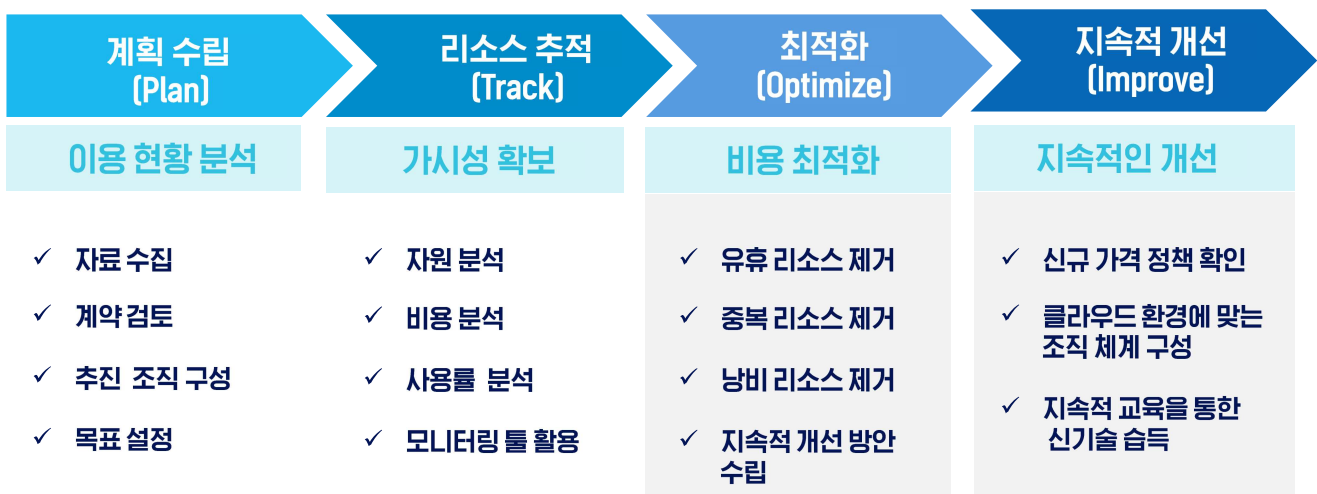 계획 수립
(Plan)
이용 현황 분석
✓ 자료 수집
✓ 계약 검토
✓ 추진 조직 구성
✓ 목표 설정
리소스 추적
(Track)
가시성 확보
✓ 자원 분석
✓ 비용 분석
✓ 사용률 분석
✓ 모니터링 툴 활용
최적화
(Optimize)
비용 최적화
✓ 유휴 리소스 제거
✓ 중복 리소스 제거
✓ 낭비 리소스 제거
✓ 지속적 개선 방안
수립
지속적 개선
(Improve)
지속적인 개선
✓ 신규 가격 정책 확인
✓ 클라우드 환경에 맞는
조직 체계 구성
✓ 지속적 교육을 통한
신기술 습득